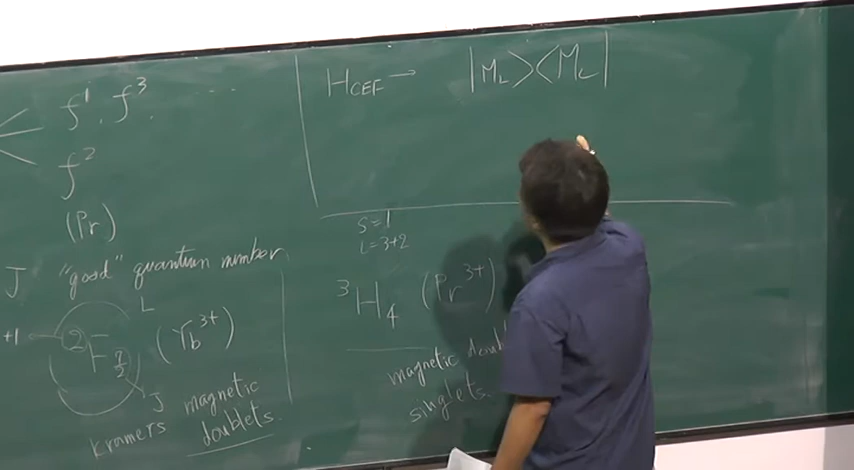 f¹, f³, ...
f²
(Pr)
J "good" quantum number
L
+1 ²F₇/₂ (Yb³⁺)
J
Kramers magnetic
doublets.
H_CEF → |M_L><M_L|
S=1
L=3+2
³H₄ (Pr³⁺)
magnetic doub
singlets.